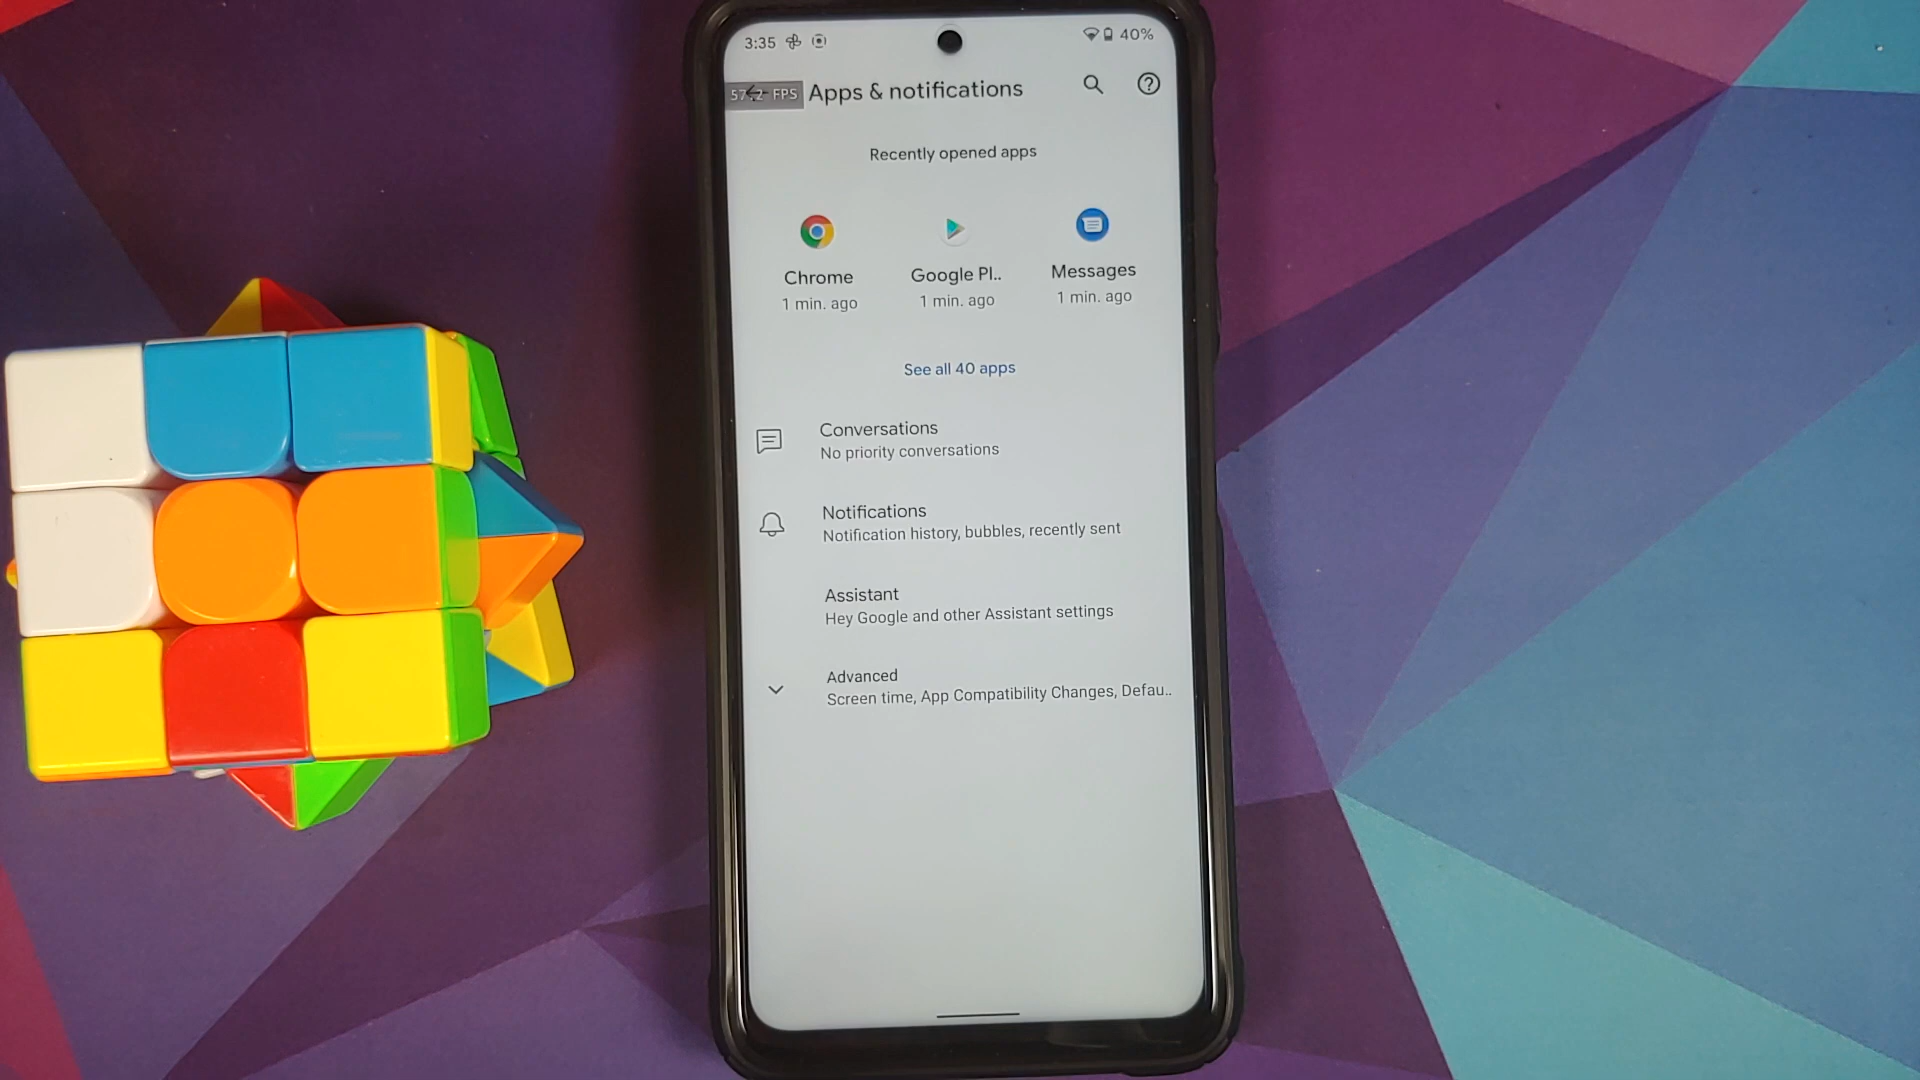 3:35
40%
57.2 FPS
Apps & notifications
Recently opened apps
Chrome
Google Pl..
Messages
1 min. ago
1 min. ago
1 min. ago
See all 40 apps
Conversations
No priority conversations
Notifications
Notification history, bubbles, recently sent
Assistant
Hey Google and other Assistant settings
Advanced
Screen time, App Compatibility Changes, Defau..